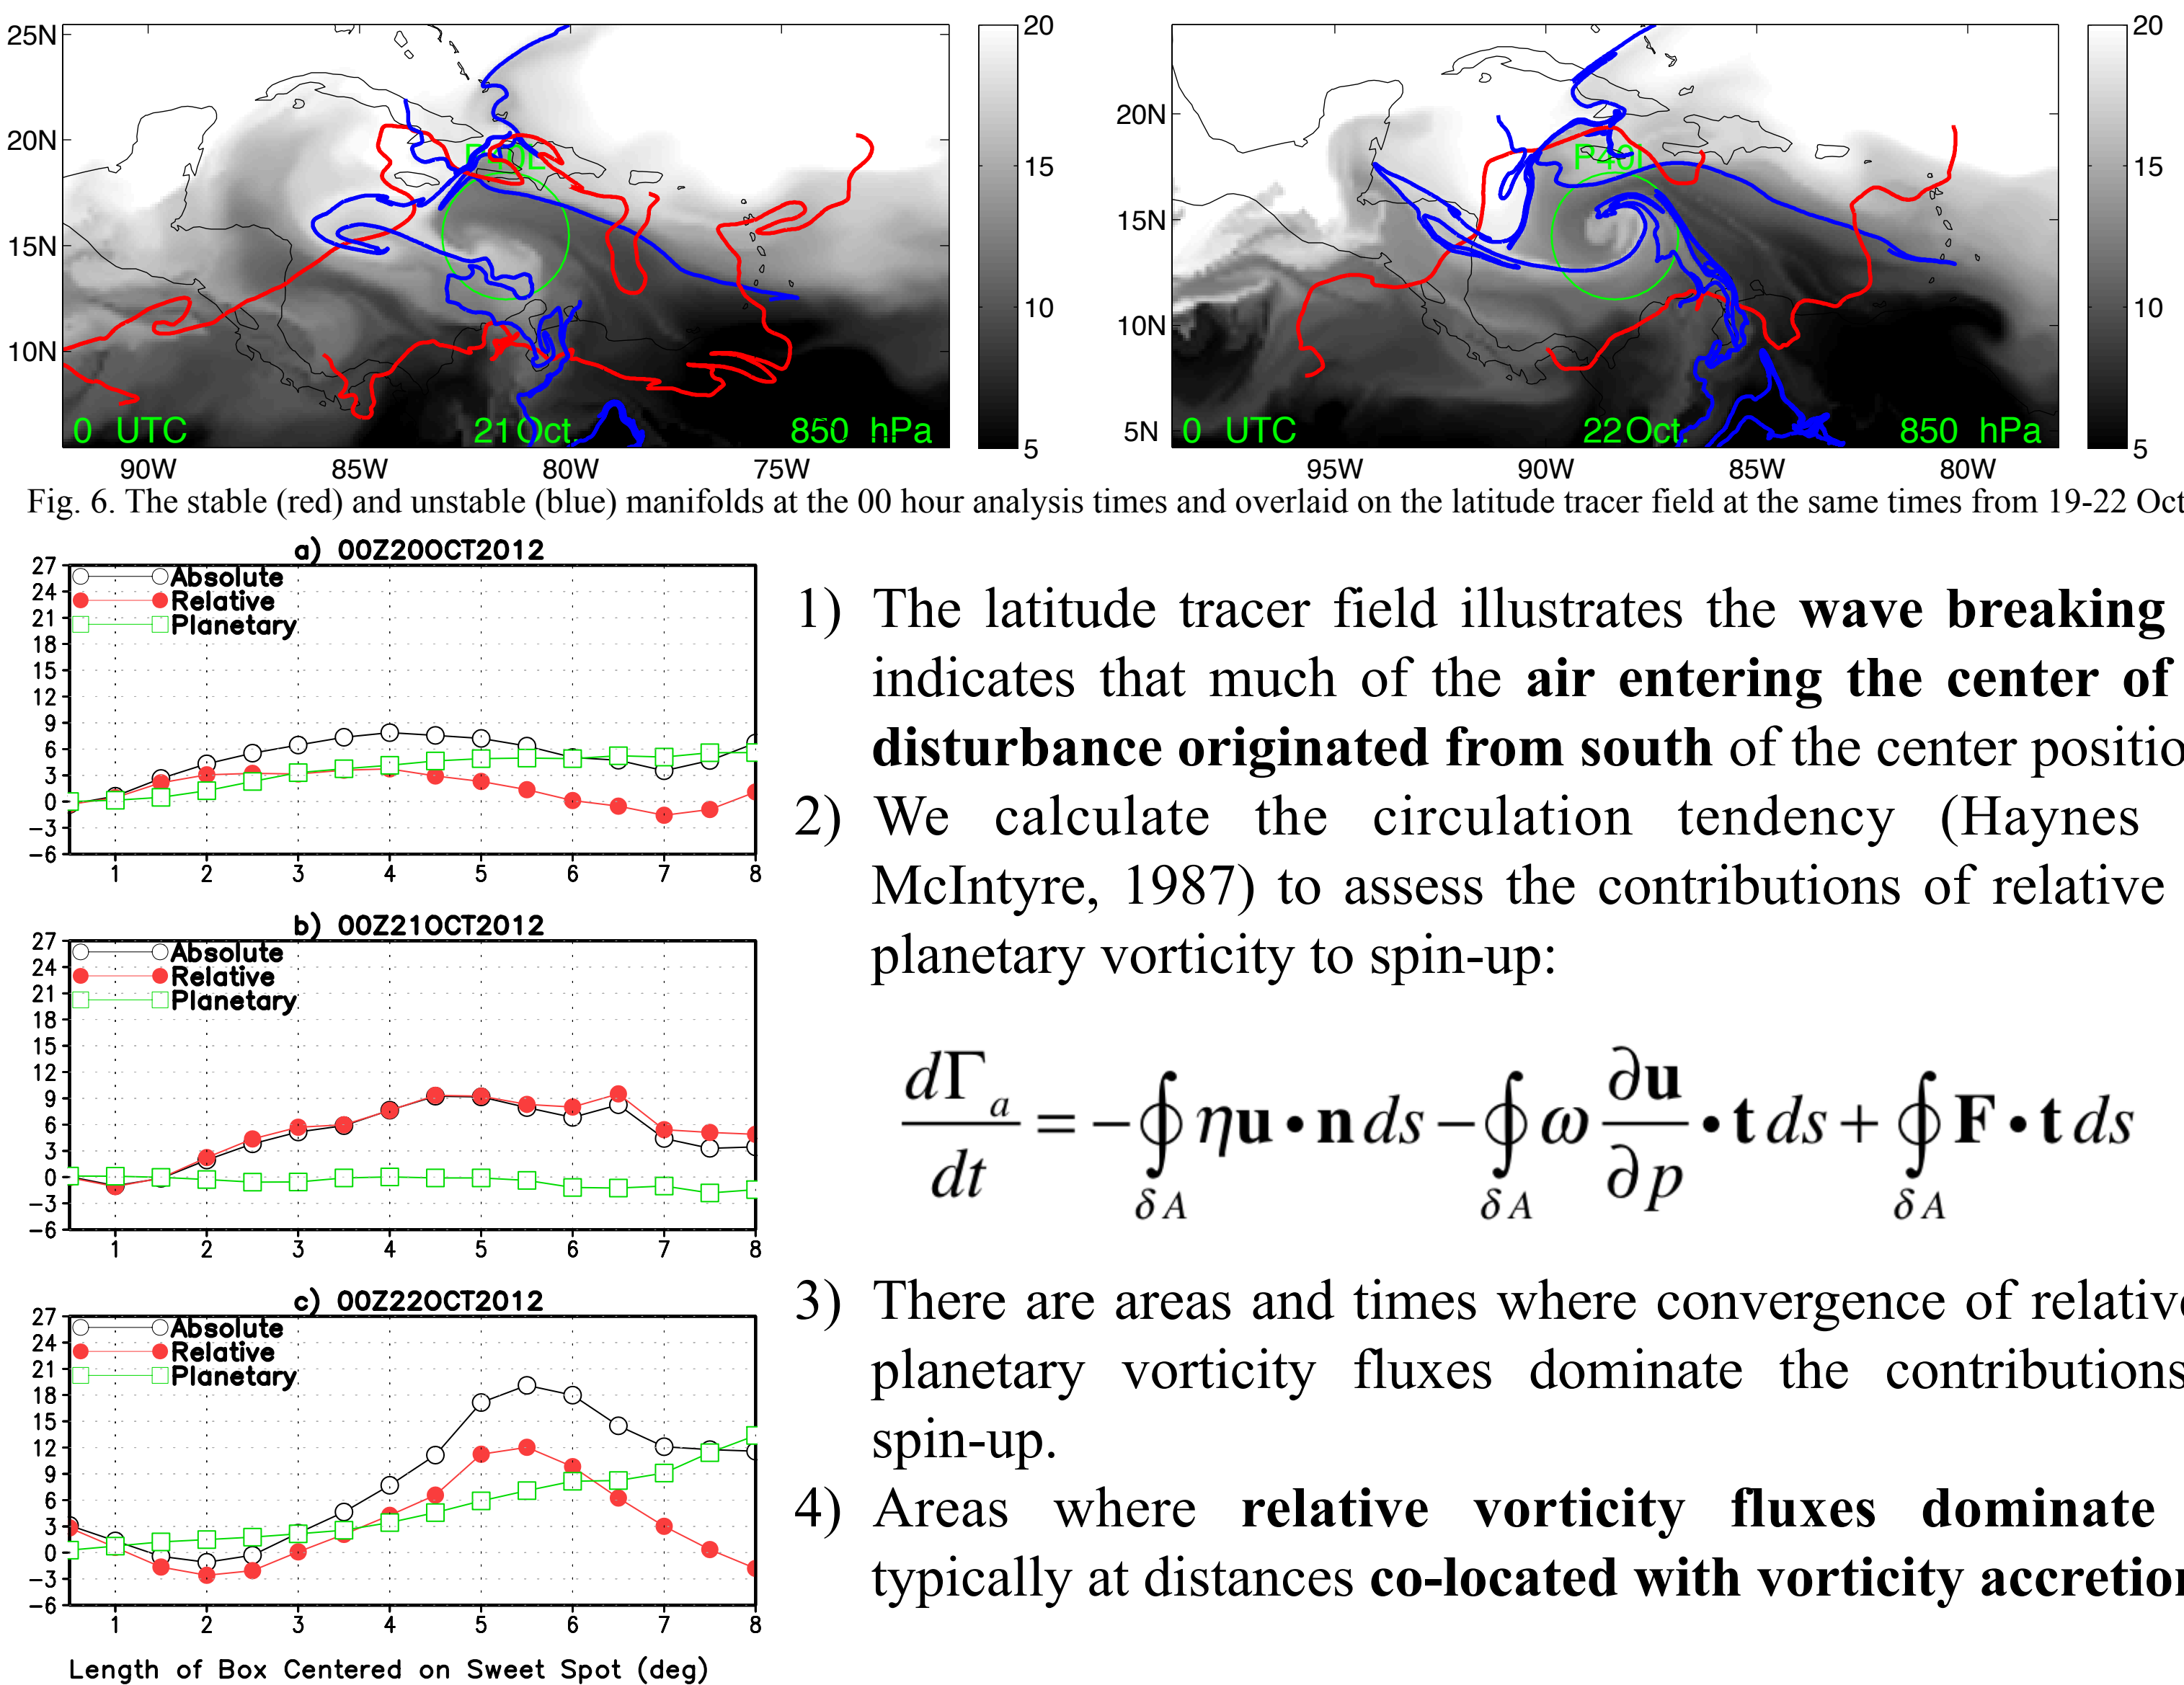 25N
20N
15N
10N
90W 85W 80W 75W
20
15
10
5
0 UTC 21 Oct. 850 hPa
20N
15N
10N
5N
95W 90W 85W 80W
20
15
10
5
P40L
0 UTC 22 Oct. 850 hPa
Fig. 6. The stable (red) and unstable (blue) manifolds at the 00 hour analysis times and overlaid on the latitude tracer field at the same times from 19-22 Oct
a) 00Z20OCT2012
Absolute
Relative
Planetary
27
24
21
18
15
12
9
6
3
0
−3
−6
1 2 3 4 5 6 7 8
b) 00Z21OCT2012
Absolute
Relative
Planetary
27
24
21
18
15
12
9
6
3
0
−3
−6
1 2 3 4 5 6 7 8
c) 00Z22OCT2012
Absolute
Relative
Planetary
27
24
21
18
15
12
9
6
3
0
−3
−6
1 2 3 4 5 6 7 8
Length of Box Centered on Sweet Spot (deg)
1) The latitude tracer field illustrates the wave breaking
indicates that much of the air entering the center of
disturbance originated from south of the center positio
2) We calculate the circulation tendency (Haynes
McIntyre, 1987) to assess the contributions of relative
planetary vorticity to spin-up:
dΓa/dt = −∮δA ηu•n ds − ∮δA ω ∂u/∂p •t ds + ∮δA F•t ds
3) There are areas and times where convergence of relative
planetary vorticity fluxes dominate the contributions
spin-up.
4) Areas where relative vorticity fluxes dominate
typically at distances co-located with vorticity accretion